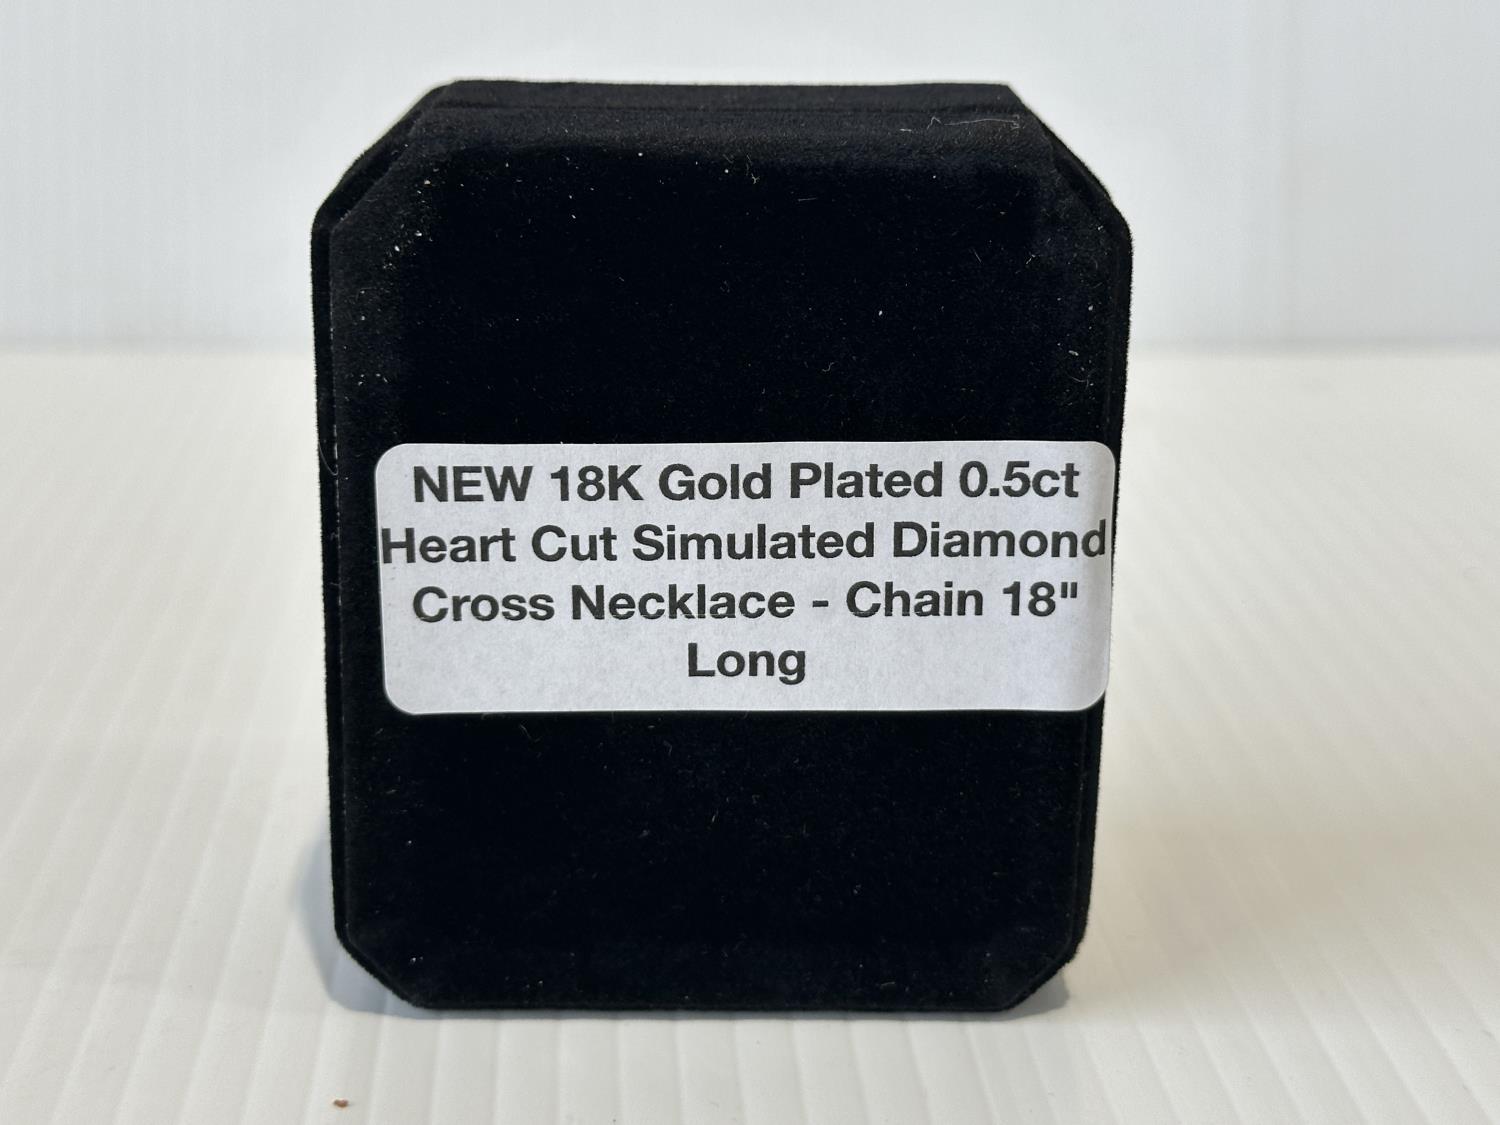 NEW 18K Gold Plated 0.5ct
Heart Cut Simulated Diamond
Cross Necklace - Chain 18"
Long